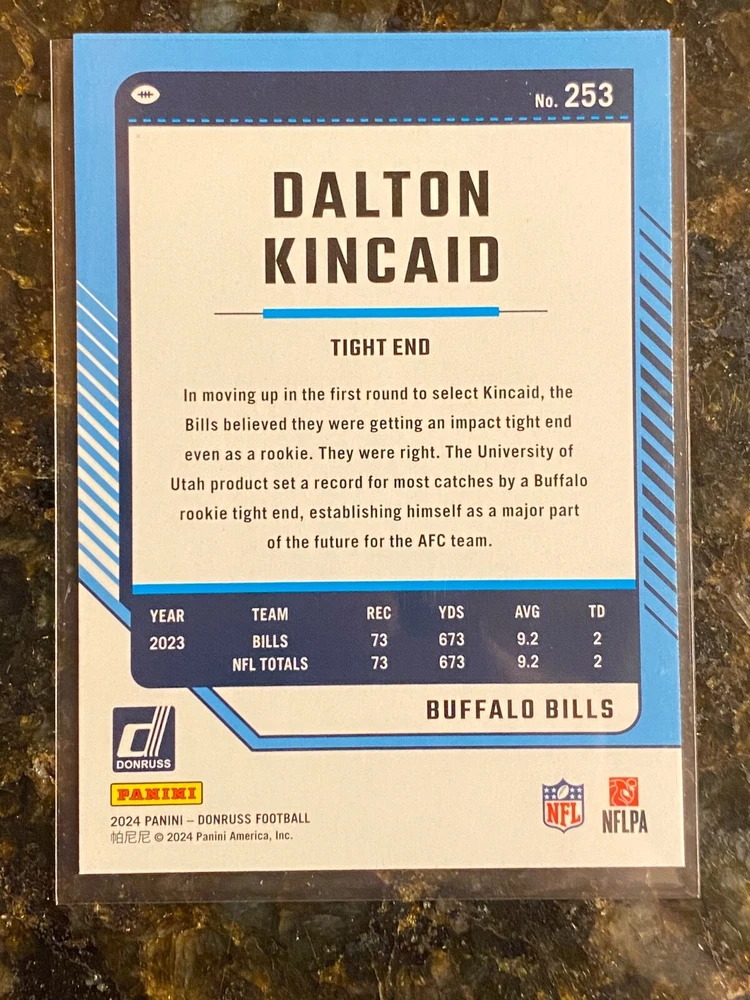 No. 253
DALTON
KINCAID
TIGHT END
In moving up in the first round to select Kincaid, the
Bills believed they were getting an impact tight end
even as a rookie. They were right. The University of
Utah product set a record for most catches by a Buffalo
rookie tight end, establishing himself as a major part
of the future for the AFC team.
YEAR TEAM REC YDS AVG TD
2023 BILLS 73 673 9.2 2
NFL TOTALS 73 673 9.2 2
BUFFALO BILLS
d
DONRUSS
PANINI
2024 PANINI – DONRUSS FOOTBALL
帕尼尼 © 2024 Panini America, Inc.
NFL
NFLPA